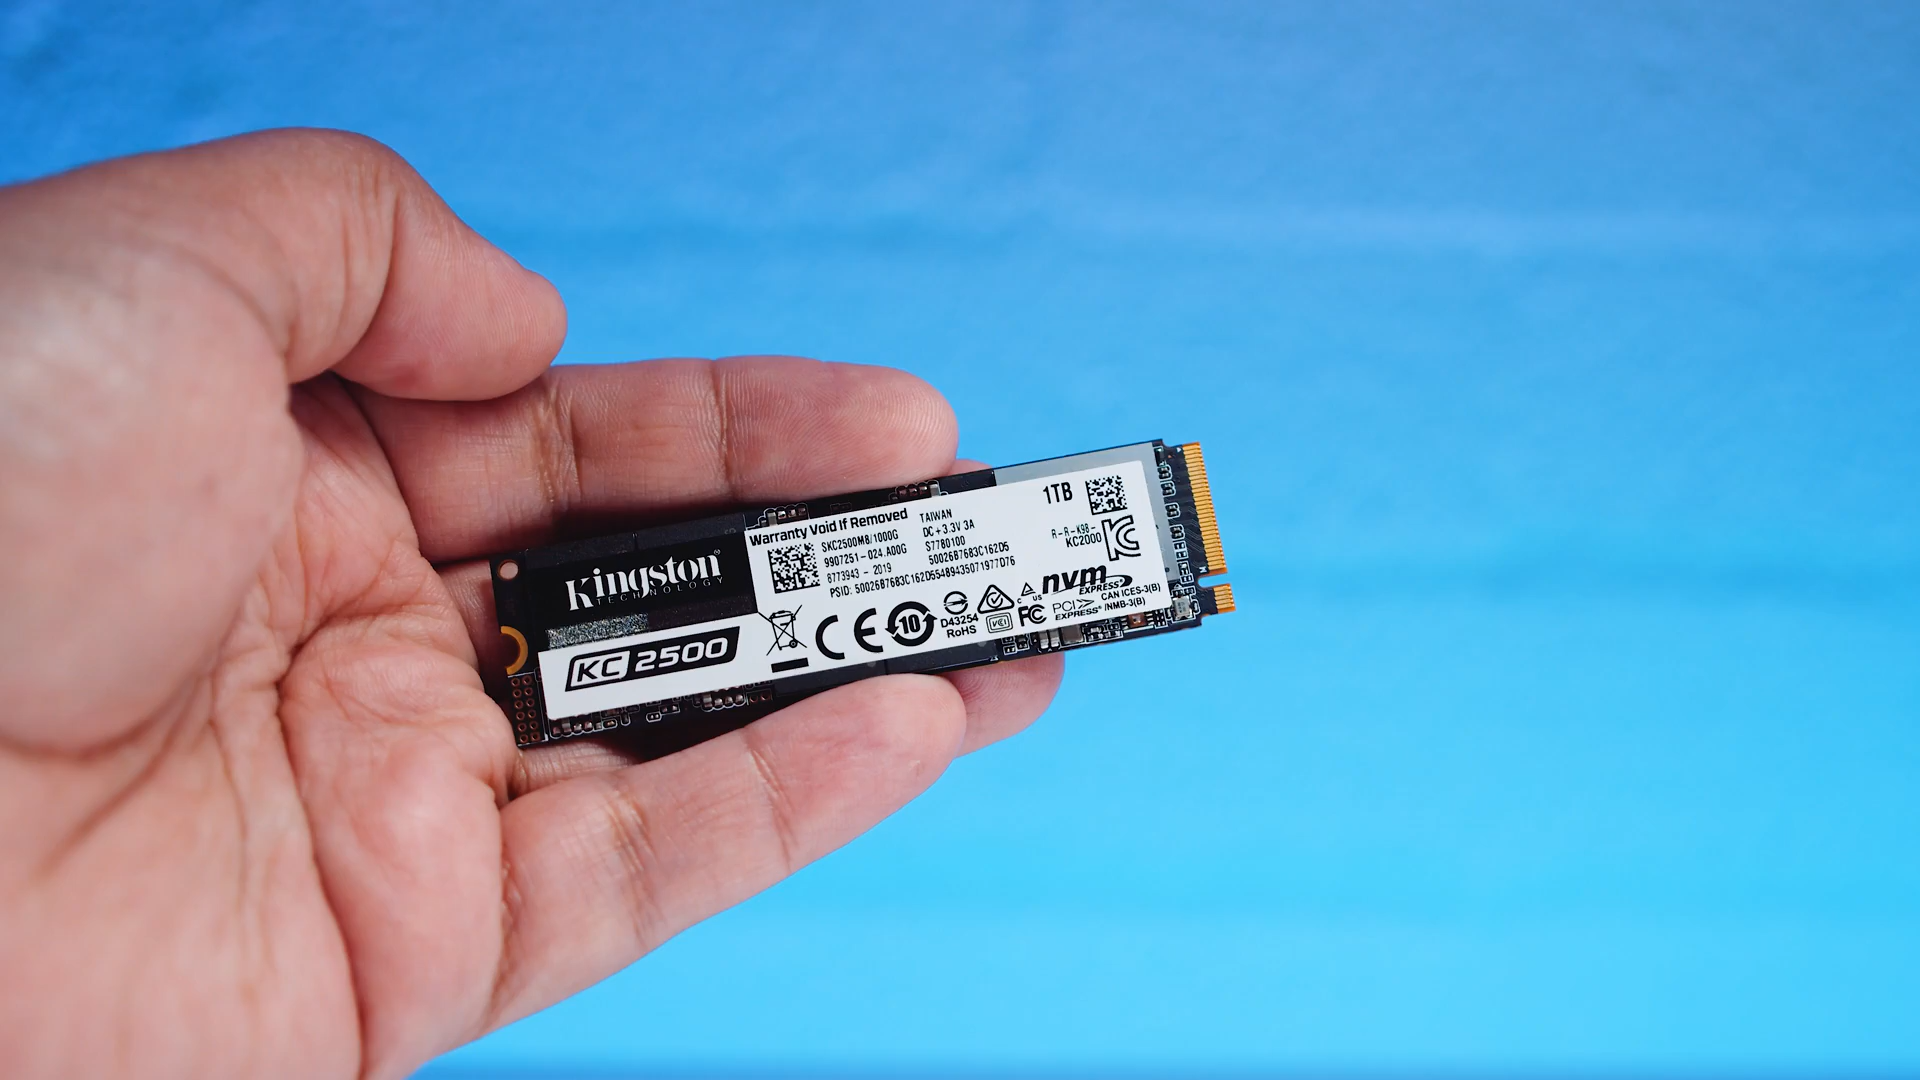 Kingston®
TECHNOLOGY
KC 2500
Warranty Void If Removed
SKC2500M8/1000G
9907251-024.A00G
8773943 - 2019
PSID: 50026B7683C162D55489435071977D76
TAIWAN
DC+3.3V 3A
S7780100
50026B7683C162D5
1TB
R-R-K98-
KC2000
CE
10
D43254
RoHS
VCI
c US
FC
nvm
EXPRESS
PCI
EXPRESS®
CAN ICES-3(B)
/NMB-3(B)